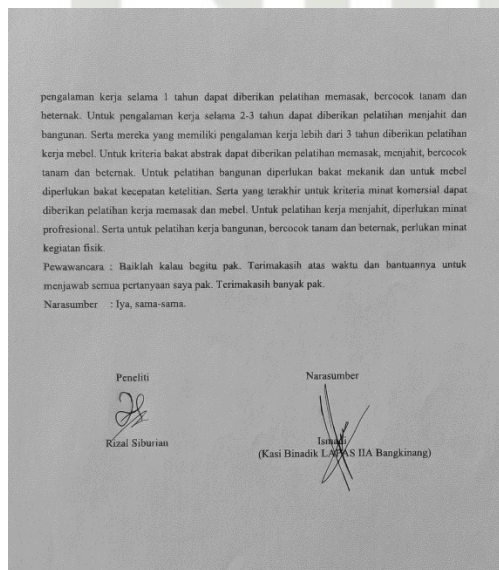 pengalaman kerja selama 1 tahun dapat diberikan pelatihan memasak, bercocok tanam dan
beternak. Untuk pengalaman kerja selama 2-3 tahun dapat diberikan pelatihan menjahit dan
bangunan. Serta mereka yang memiliki pengalaman kerja lebih dari 3 tahun diberikan pelatihan
kerja mebel. Untuk kriteria bakat abstrak dapat diberikan pelatihan memasak, menjahit, bercocok
tanam dan beternak. Untuk pelatihan bangunan diperlukan bakat mekanik dan untuk mebel
diperlukan bakat kecepatan ketelitian. Serta yang terakhir untuk kriteria minat komersial dapat
diberikan pelatihan kerja memasak dan mebel. Untuk pelatihan kerja menjahit, diperlukan minat
profresional. Serta untuk pelatihan kerja bangunan, bercocok tanam dan beternak, perlukan minat
kegiatan fisik.
Pewawancara : Baiklah kalau begitu pak. Terimakasih atas waktu dan bantuannya untuk
menjawab semua pertanyaan saya pak. Terimakasih banyak pak.
Narasumber : Iya, sama-sama.
Peneliti
Narasumber
Rizal Siburian
Ismadi
(Kasi Binadik LAPAS IIA Bangkinang)